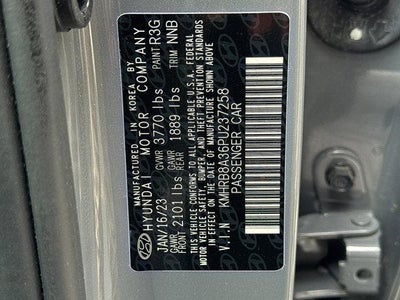 MANUFACTURED IN KOREA BY
HYUNDAI MOTOR COMPANY
JAN/16/23 GVWR 3770 lbs PAINT R3G
GAWR FRONT 2101 lbs GAWR REAR 1889 lbs TRIM NNB
THIS VEHICLE CONFORMS TO ALL APPLICABLE U.S.A. FEDERAL
MOTOR VEHICLE SAFETY, BUMPER, AND THEFT PREVENTION STANDARDS
IN EFFECT ON THE DATE OF MANUFACTURE SHOWN ABOVE.
V.I.N KMHRB8A36PU237258
PASSENGER CAR